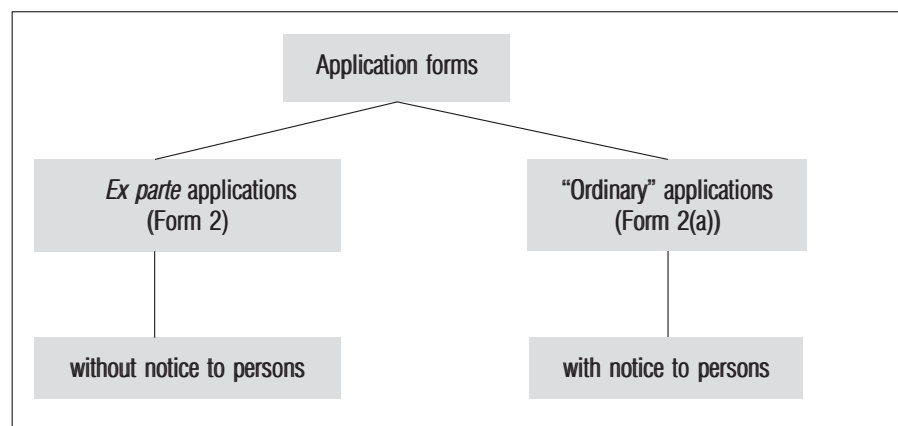 Application forms
Ex parte applications
(Form 2)
“Ordinary” applications
(Form 2(a))
without notice to persons
with notice to persons